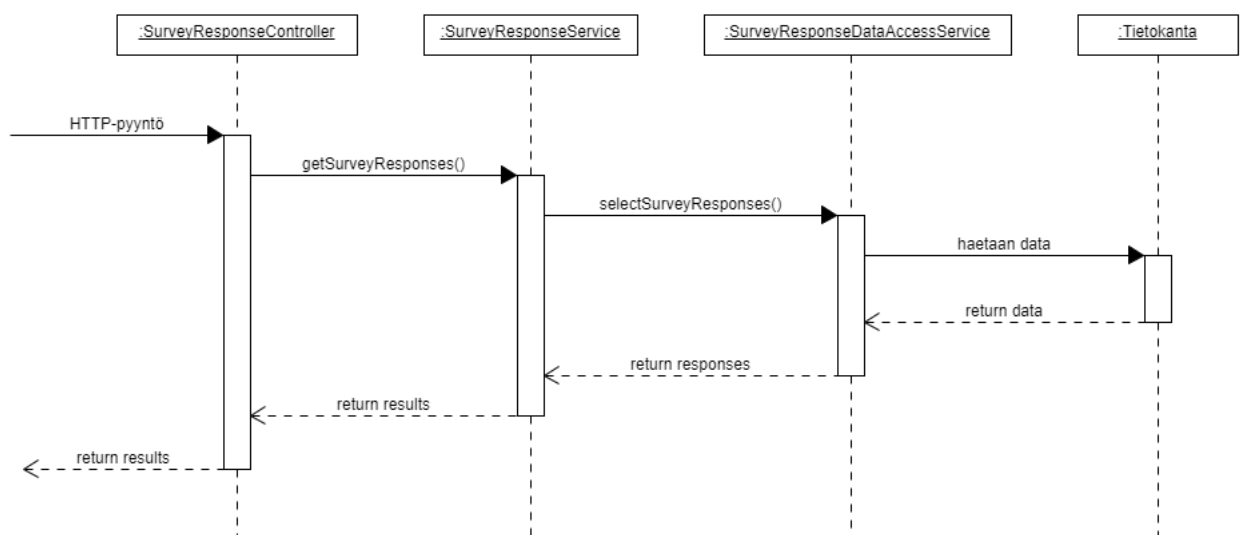 :SurveyResponseController
:SurveyResponseService
:SurveyResponseDataAccessService
:Tietokanta
HTTP-pyyntö
getSurveyResponses()
selectSurveyResponses()
haetaan data
return data
return responses
return results
return results